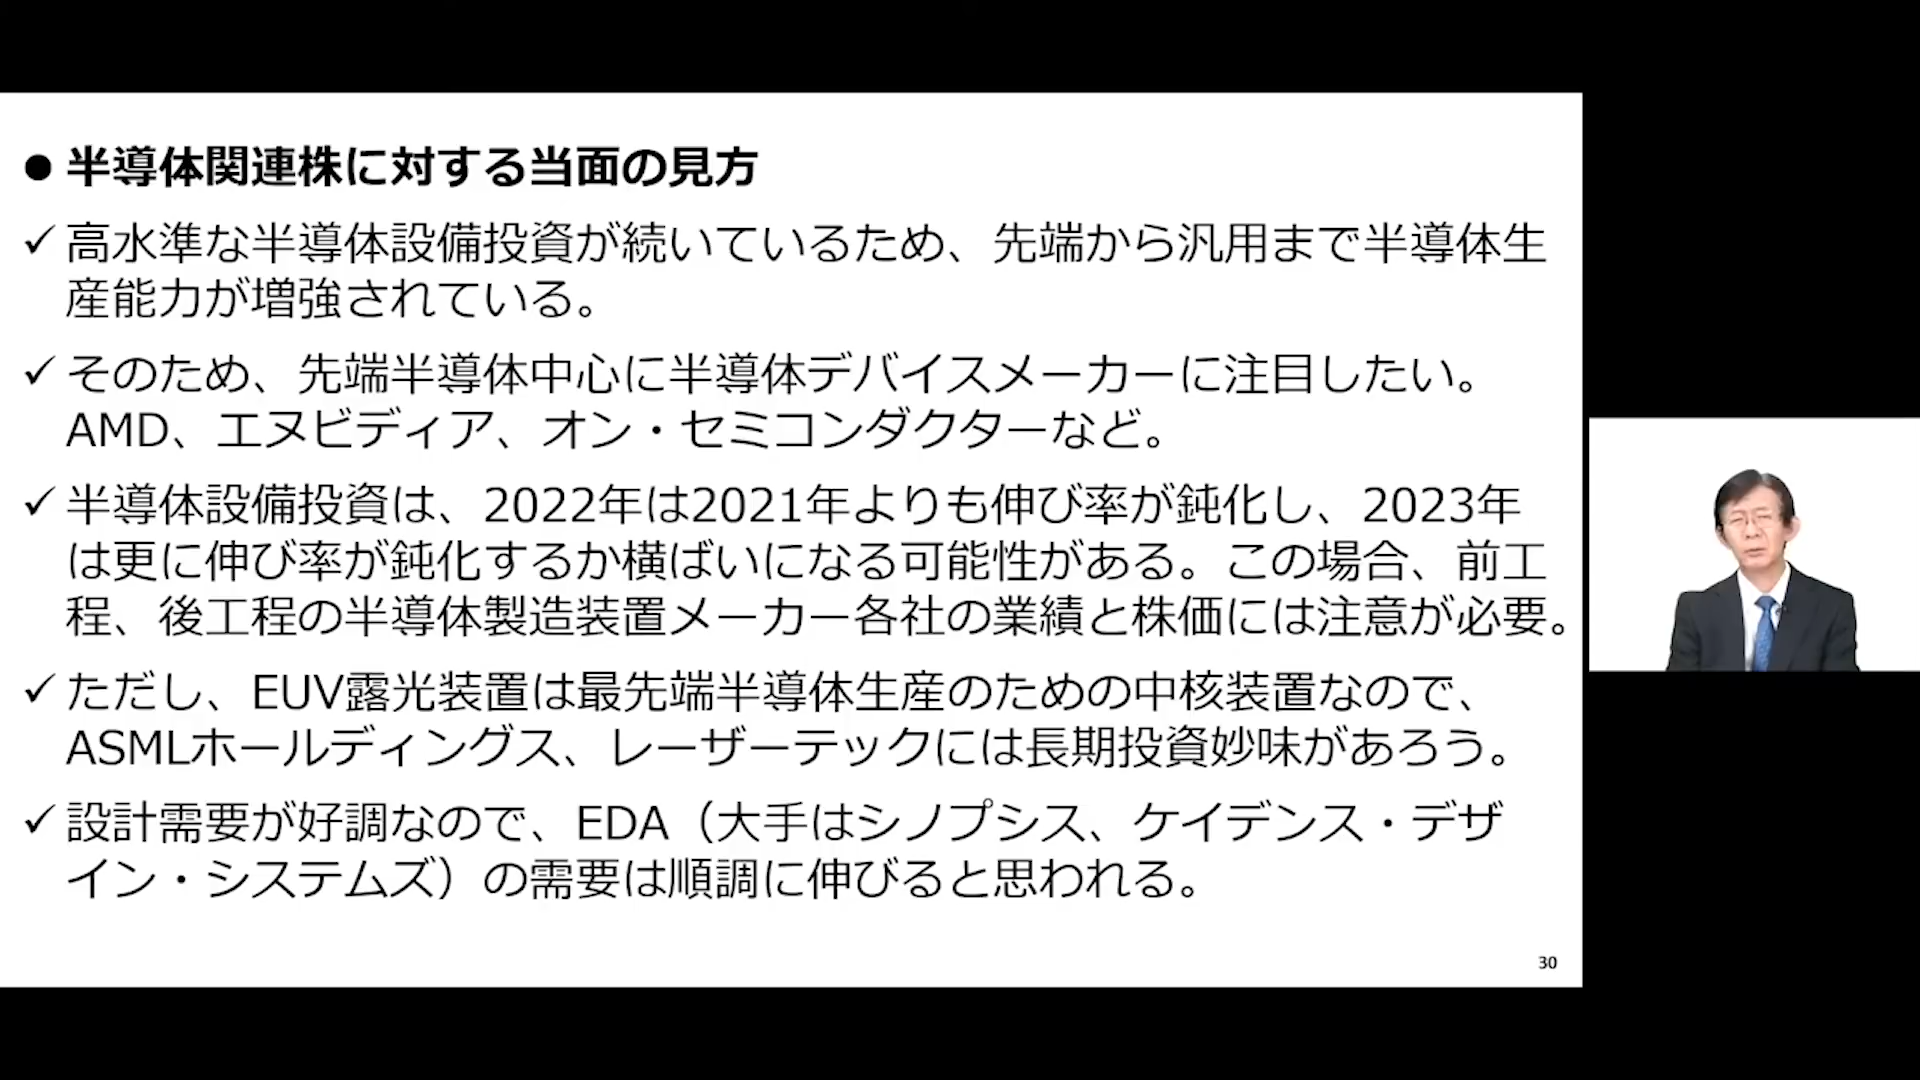 ● 半導体関連株に対する当面の見方
✓ 高水準な半導体設備投資が続いているため、先端から汎用まで半導体生
産能力が増強されている。
✓ そのため、先端半導体中心に半導体デバイスメーカーに注目したい。
AMD、エヌビディア、オン・セミコンダクターなど。
✓ 半導体設備投資は、2022年は2021年よりも伸び率が鈍化し、2023年
は更に伸び率が鈍化するか横ばいになる可能性がある。この場合、前工
程、後工程の半導体製造装置メーカー各社の業績と株価には注意が必要。
✓ ただし、EUV露光装置は最先端半導体生産のための中核装置なので、
ASMLホールディングス、レーザーテックには長期投資妙味があろう。
✓ 設計需要が好調なので、EDA（大手はシノプシス、ケイデンス・デザ
イン・システムズ）の需要は順調に伸びると思われる。
30